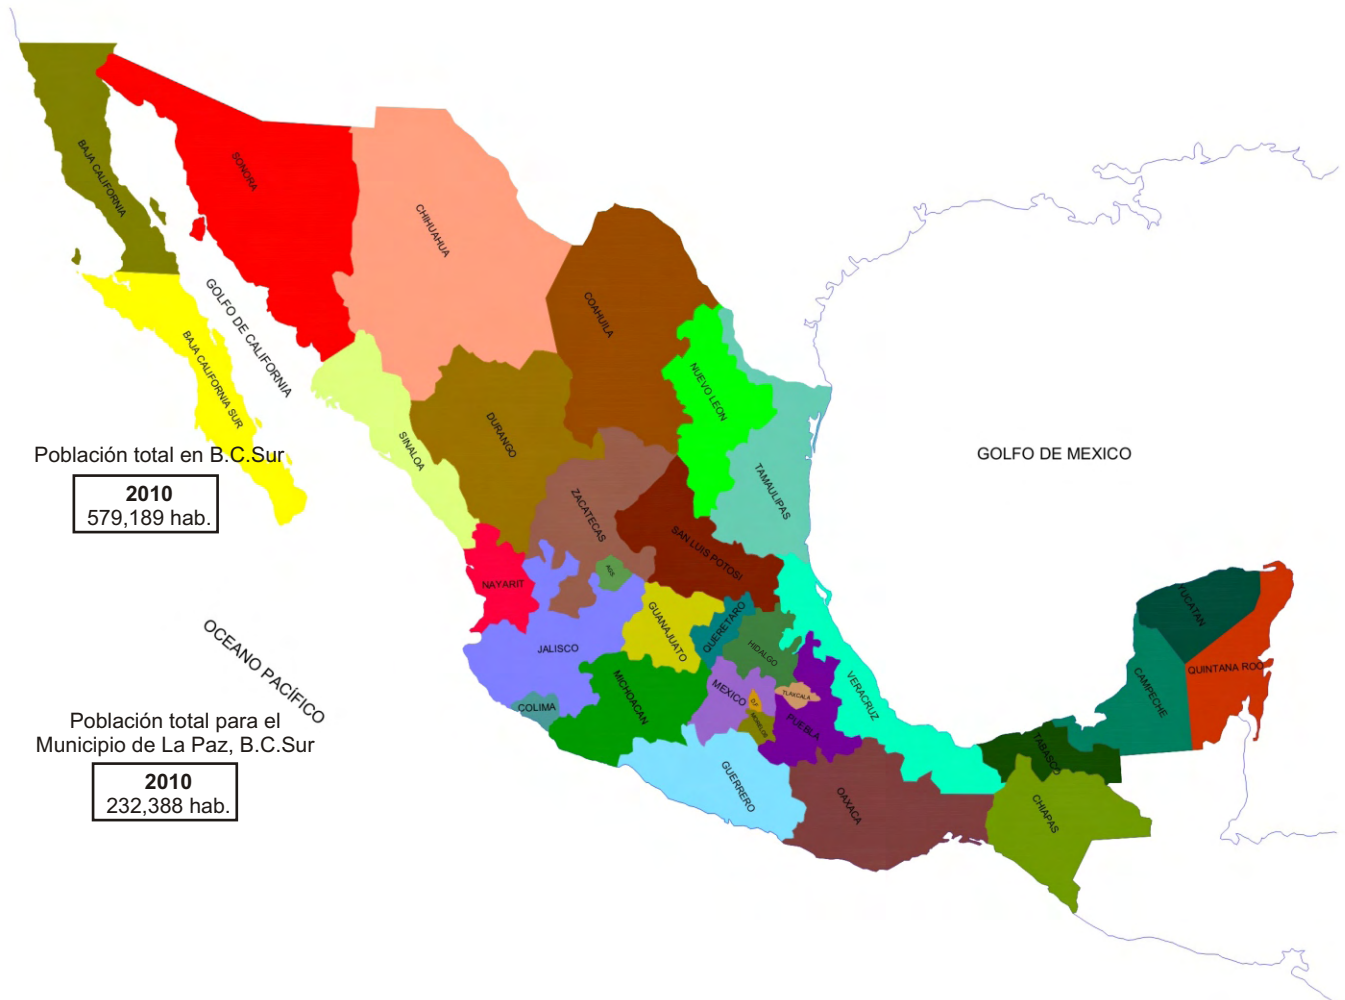 BAJA CALIFORNIA
SONORA
CHIHUAHUA
COAHUILA
GOLFO DE CALIFORNIA
BAJA CALIFORNIA SUR
NUEVO LEON
DURANGO
SINALOA
TAMAULIPAS
GOLFO DE MEXICO
Población total en B.C.Sur
2010
579,189 hab.
ZACATECAS
SAN LUIS POTOSI
NAYARIT
AGS.
GUANAJUATO
QUERETARO
HIDALGO
JALISCO
YUCATAN
QUINTANA ROO
CAMPECHE
OCEANO PACÍFICO
MICHOACAN
MEXICO
D.F.
TLAXCALA
VERACRUZ
COLIMA
MORELOS
PUEBLA
TABASCO
Población total para el
Municipio de La Paz, B.C.Sur
2010
232,388 hab.
GUERRERO
OAXACA
CHIAPAS